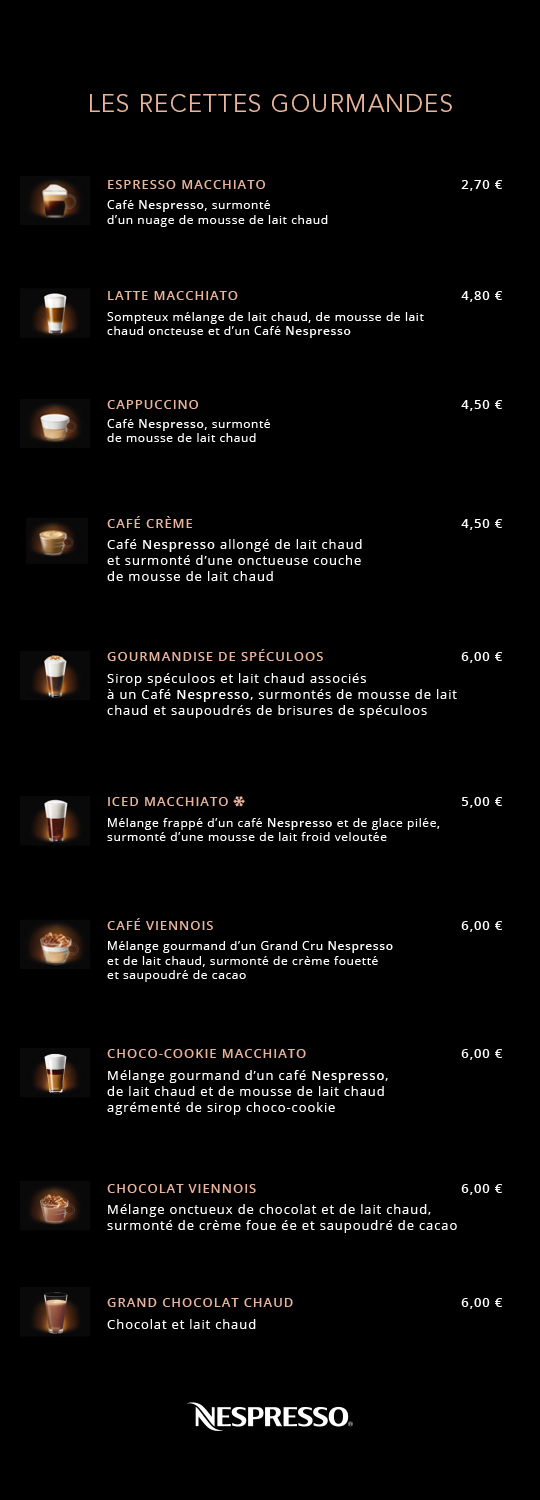 LES RECETTES GOURMANDES
ESPRESSO MACCHIATO 2,70 €
Café Nespresso, surmonté
d'un nuage de mousse de lait chaud
LATTE MACCHIATO 4,80 €
Sompteux mélange de lait chaud, de mousse de lait
chaud oncteuse et d'un Café Nespresso
CAPPUCCINO 4,50 €
Café Nespresso, surmonté
de mousse de lait chaud
CAFÉ CRÈME 4,50 €
Café Nespresso allongé de lait chaud
et surmonté d'une onctueuse couche
de mousse de lait chaud
GOURMANDISE DE SPÉCULOOS 6,00 €
Sirop spéculoos et lait chaud associés
à un Café Nespresso, surmontés de mousse de lait
chaud et saupoudrés de brisures de spéculoos
ICED MACCHIATO ✽ 5,00 €
Mélange frappé d'un café Nespresso et de glace pilée,
surmonté d'une mousse de lait froid veloutée
CAFÉ VIENNOIS 6,00 €
Mélange gourmand d'un Grand Cru Nespresso
et de lait chaud, surmonté de crème fouetté
et saupoudré de cacao
CHOCO-COOKIE MACCHIATO 6,00 €
Mélange gourmand d'un café Nespresso,
de lait chaud et de mousse de lait chaud
agrémenté de sirop choco-cookie
CHOCOLAT VIENNOIS 6,00 €
Mélange onctueux de chocolat et de lait chaud,
surmonté de crème foue ée et saupoudré de cacao
GRAND CHOCOLAT CHAUD 6,00 €
Chocolat et lait chaud
NESPRESSO®